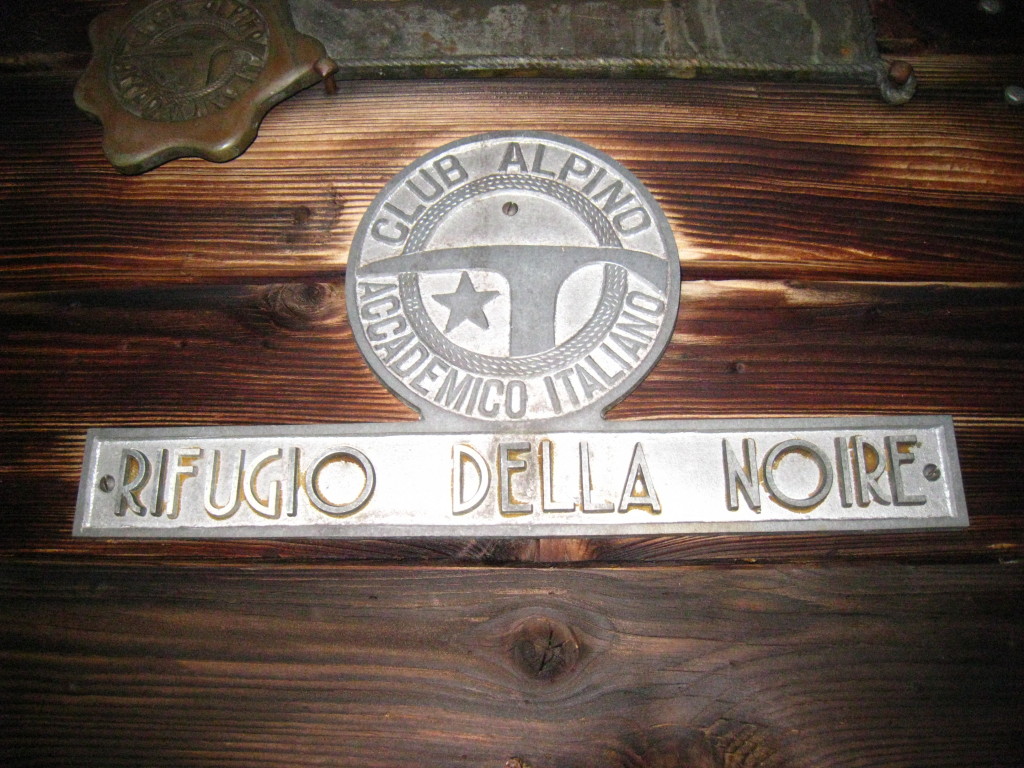 CLUB ALPINO
ACCADEMICO ITALIANO
RIFUGIO DELLA NOIRE